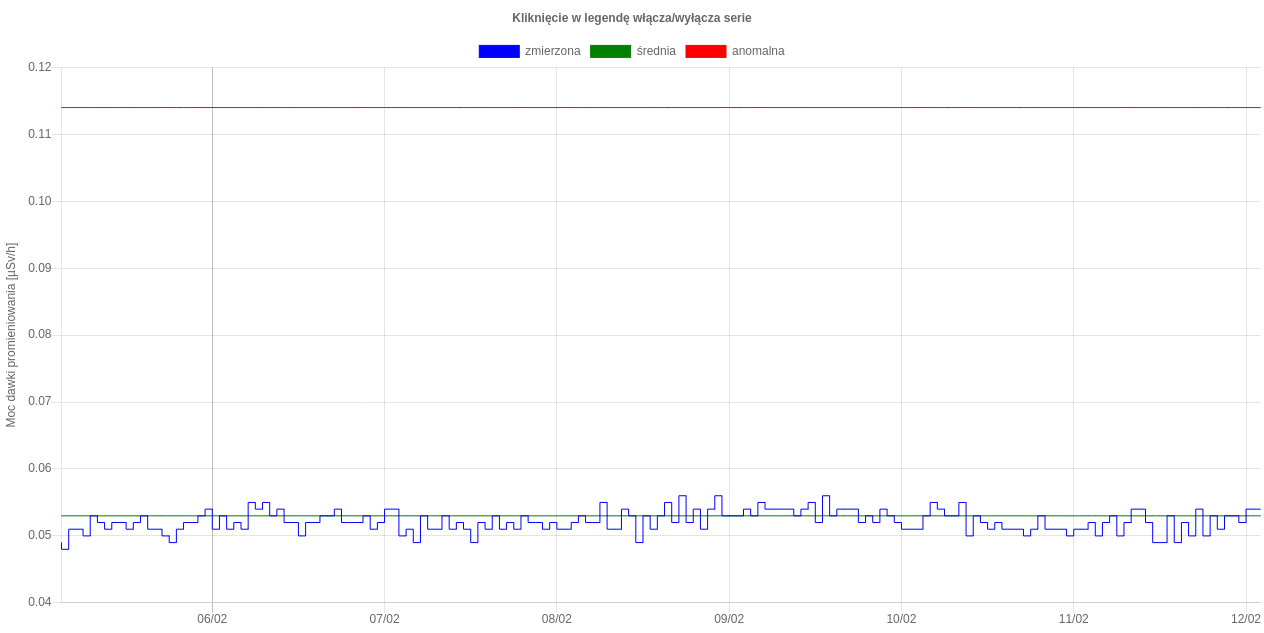 Kliknięcie w legendę włącza/wyłącza serie
zmierzona średnia anomalna
Moc dawki promieniowania [µSv/h]
0.12
0.11
0.10
0.09
0.08
0.07
0.06
0.05
0.04
06/02 07/02 08/02 09/02 10/02 11/02 12/02